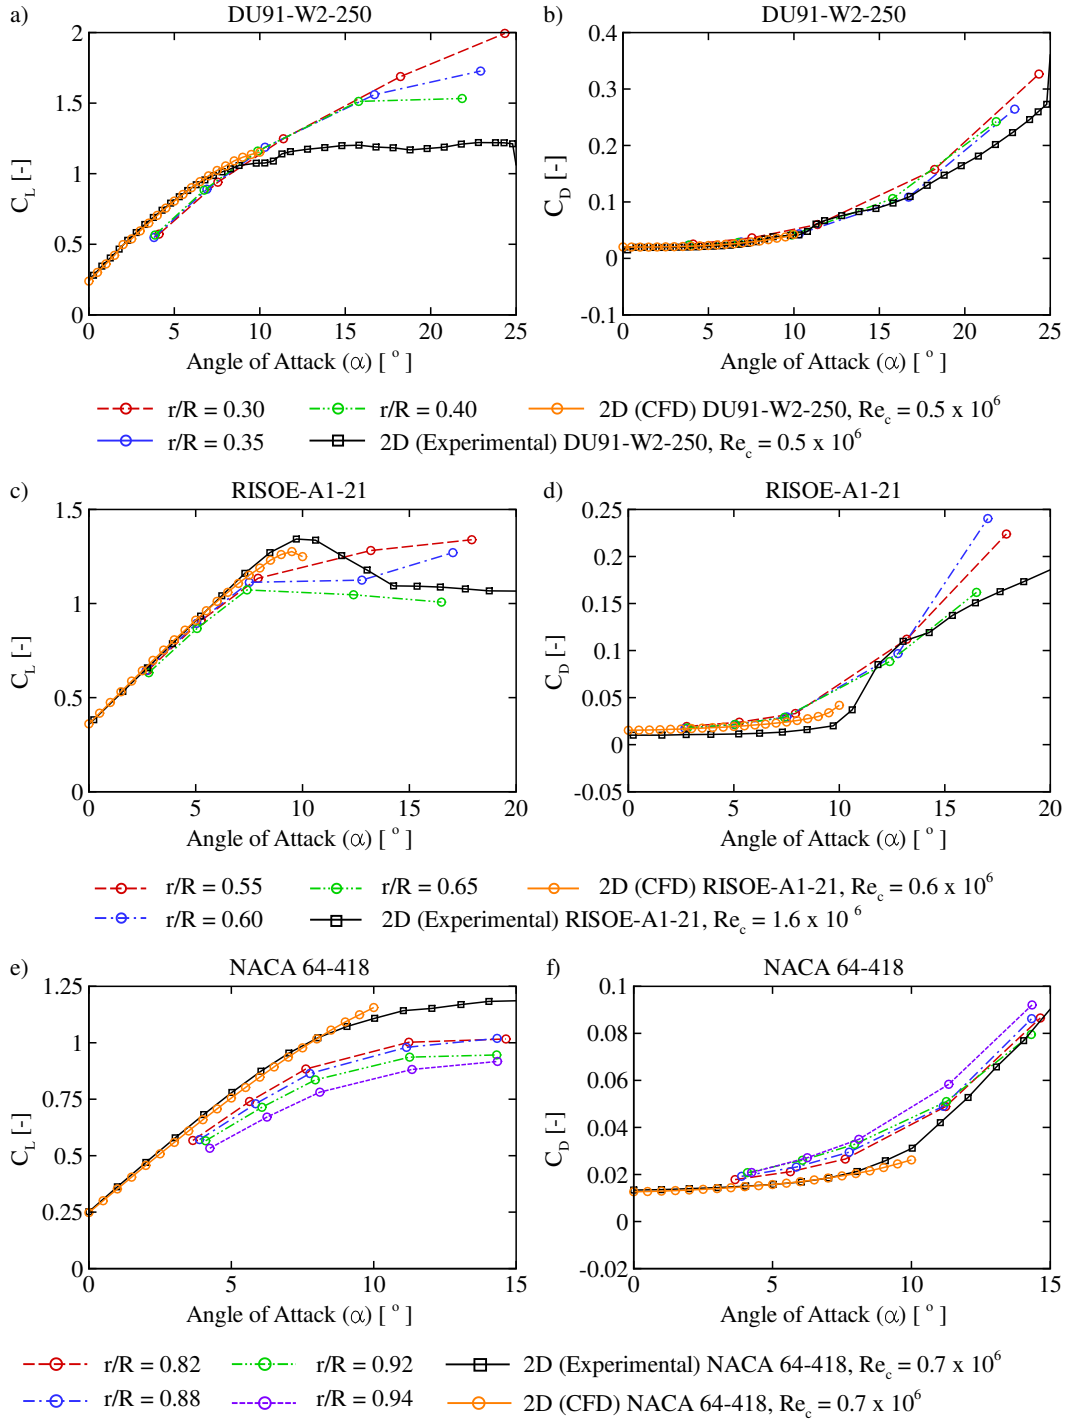 a) DU91-W2-250
b) DU91-W2-250
C_L [-]
2
1.5
1
0.5
0
0 5 10 15 20 25
Angle of Attack (α) [ ° ]
C_D [-]
0.4
0.3
0.2
0.1
0
-0.1
0 5 10 15 20 25
Angle of Attack (α) [ ° ]
r/R = 0.30 r/R = 0.40 2D (CFD) DU91-W2-250, Re_c = 0.5 x 10^6
r/R = 0.35 2D (Experimental) DU91-W2-250, Re_c = 0.5 x 10^6
c) RISOE-A1-21
d) RISOE-A1-21
C_L [-]
1.5
1
0.5
0
0 5 10 15 20
Angle of Attack (α) [ ° ]
C_D [-]
0.25
0.2
0.15
0.1
0.05
0
-0.05
0 5 10 15 20
Angle of Attack (α) [ ° ]
r/R = 0.55 r/R = 0.65 2D (CFD) RISOE-A1-21, Re_c = 0.6 x 10^6
r/R = 0.60 2D (Experimental) RISOE-A1-21, Re_c = 1.6 x 10^6
e) NACA 64-418
f) NACA 64-418
C_L [-]
1.25
1
0.75
0.5
0.25
0
0 5 10 15
Angle of Attack (α) [ ° ]
C_D [-]
0.1
0.08
0.06
0.04
0.02
0
-0.02
0 5 10 15
Angle of Attack (α) [ ° ]
r/R = 0.82 r/R = 0.92 2D (Experimental) NACA 64-418, Re_c = 0.7 x 10^6
r/R = 0.88 r/R = 0.94 2D (CFD) NACA 64-418, Re_c = 0.7 x 10^6